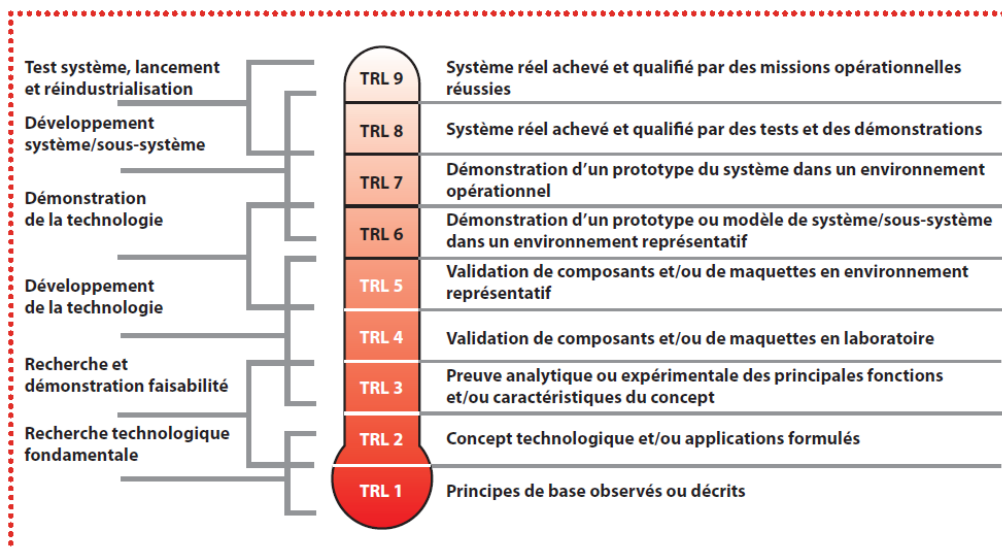 Test système, lancement
et réindustrialisation
Développement
système/sous-système
Démonstration
de la technologie
Développement
de la technologie
Recherche et
démonstration faisabilité
Recherche technologique
fondamentale
TRL 9
Système réel achevé et qualifié par des missions opérationnelles
réussies
TRL 8
Système réel achevé et qualifié par des tests et des démonstrations
TRL 7
Démonstration d'un prototype du système dans un environnement
opérationnel
TRL 6
Démonstration d'un prototype ou modèle de système/sous-système
dans un environnement représentatif
TRL 5
Validation de composants et/ou de maquettes en environnement
représentatif
TRL 4
Validation de composants et/ou de maquettes en laboratoire
TRL 3
Preuve analytique ou expérimentale des principales fonctions
et/ou caractéristiques du concept
TRL 2
Concept technologique et/ou applications formulés
TRL 1
Principes de base observés ou décrits